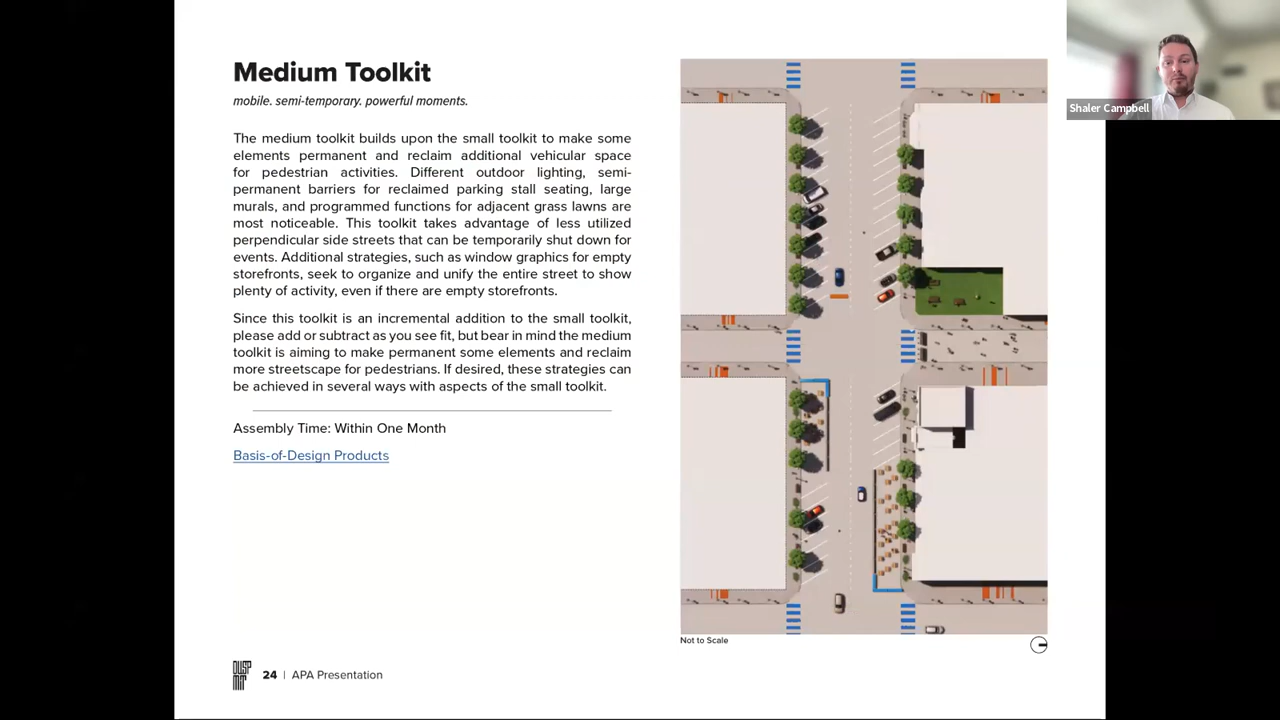 Medium Toolkit
mobile. semi-temporary. powerful moments.
The medium toolkit builds upon the small toolkit to make some
elements permanent and reclaim additional vehicular space
for pedestrian activities. Different outdoor lighting, semi-
permanent barriers for reclaimed parking stall seating, large
murals, and programmed functions for adjacent grass lawns are
most noticeable. This toolkit takes advantage of less utilized
perpendicular side streets that can be temporarily shut down for
events. Additional strategies, such as window graphics for empty
storefronts, seek to organize and unify the entire street to show
plenty of activity, even if there are empty storefronts.
Since this toolkit is an incremental addition to the small toolkit,
please add or subtract as you see fit, but bear in mind the medium
toolkit is aiming to make permanent some elements and reclaim
more streetscape for pedestrians. If desired, these strategies can
be achieved in several ways with aspects of the small toolkit.
Assembly Time: Within One Month
Basis-of-Design Products
Not to Scale
DUSP
MIT
24 | APA Presentation
Shaler Campbell